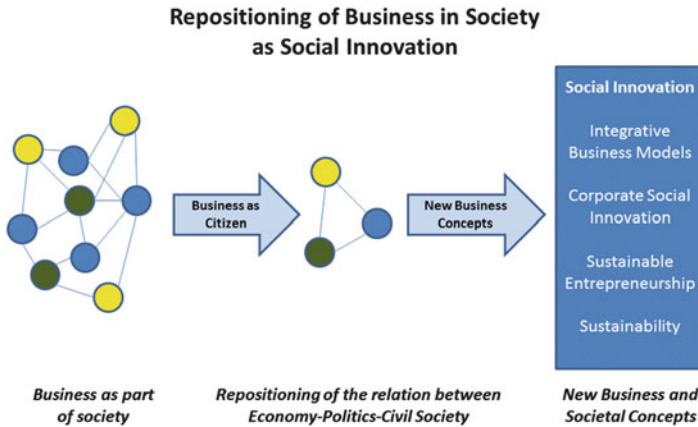 Repositioning of Business in Society
as Social Innovation
Business as
Citizen
New Business
Concepts
Social Innovation
Integrative
Business Models
Corporate Social
Innovation
Sustainable
Entrepreneurship
Sustainability
Business as part
of society
Repositioning of the relation between
Economy-Politics-Civil Society
New Business and
Societal Concepts